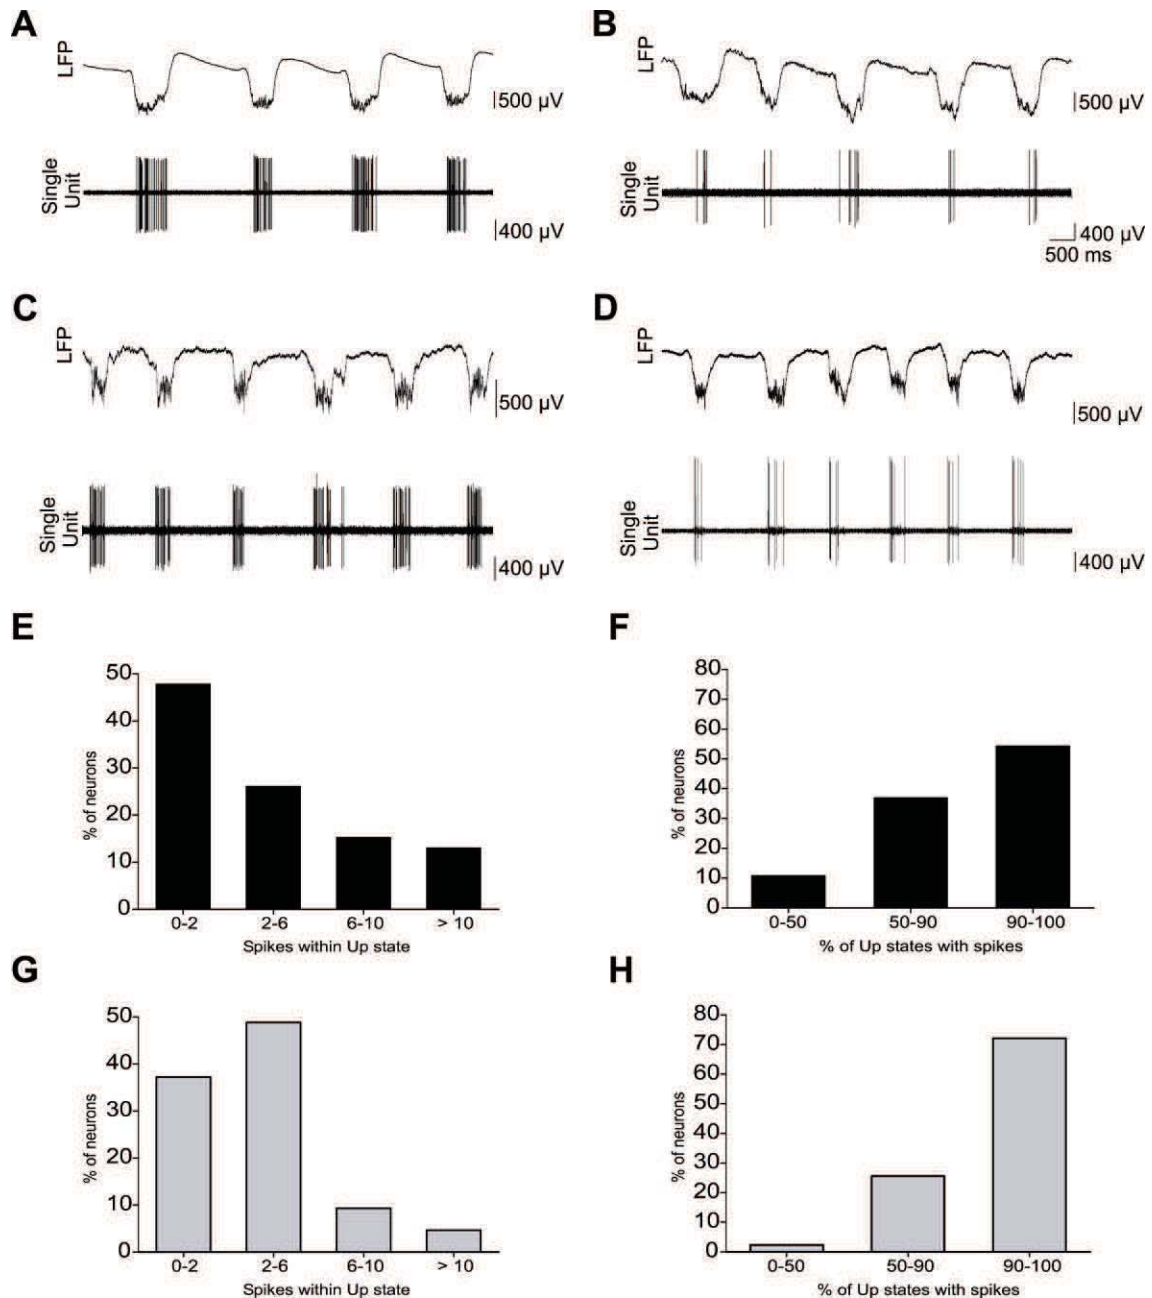 A
LFP
500 µV
Single
Unit
400 µV
B
LFP
500 µV
Single
Unit
400 µV
500 ms
C
LFP
500 µV
Single
Unit
400 µV
D
LFP
500 µV
Single
Unit
400 µV
E
% of neurons
50
40
30
20
10
0
0-2 2-6 6-10 > 10
Spikes within Up state
F
% of neurons
80
70
60
50
40
30
20
10
0
0-50 50-90 90-100
% of Up states with spikes
G
% of neurons
50
40
30
20
10
0
0-2 2-6 6-10 > 10
Spikes within Up state
H
% of neurons
80
70
60
50
40
30
20
10
0
0-50 50-90 90-100
% of Up states with spikes